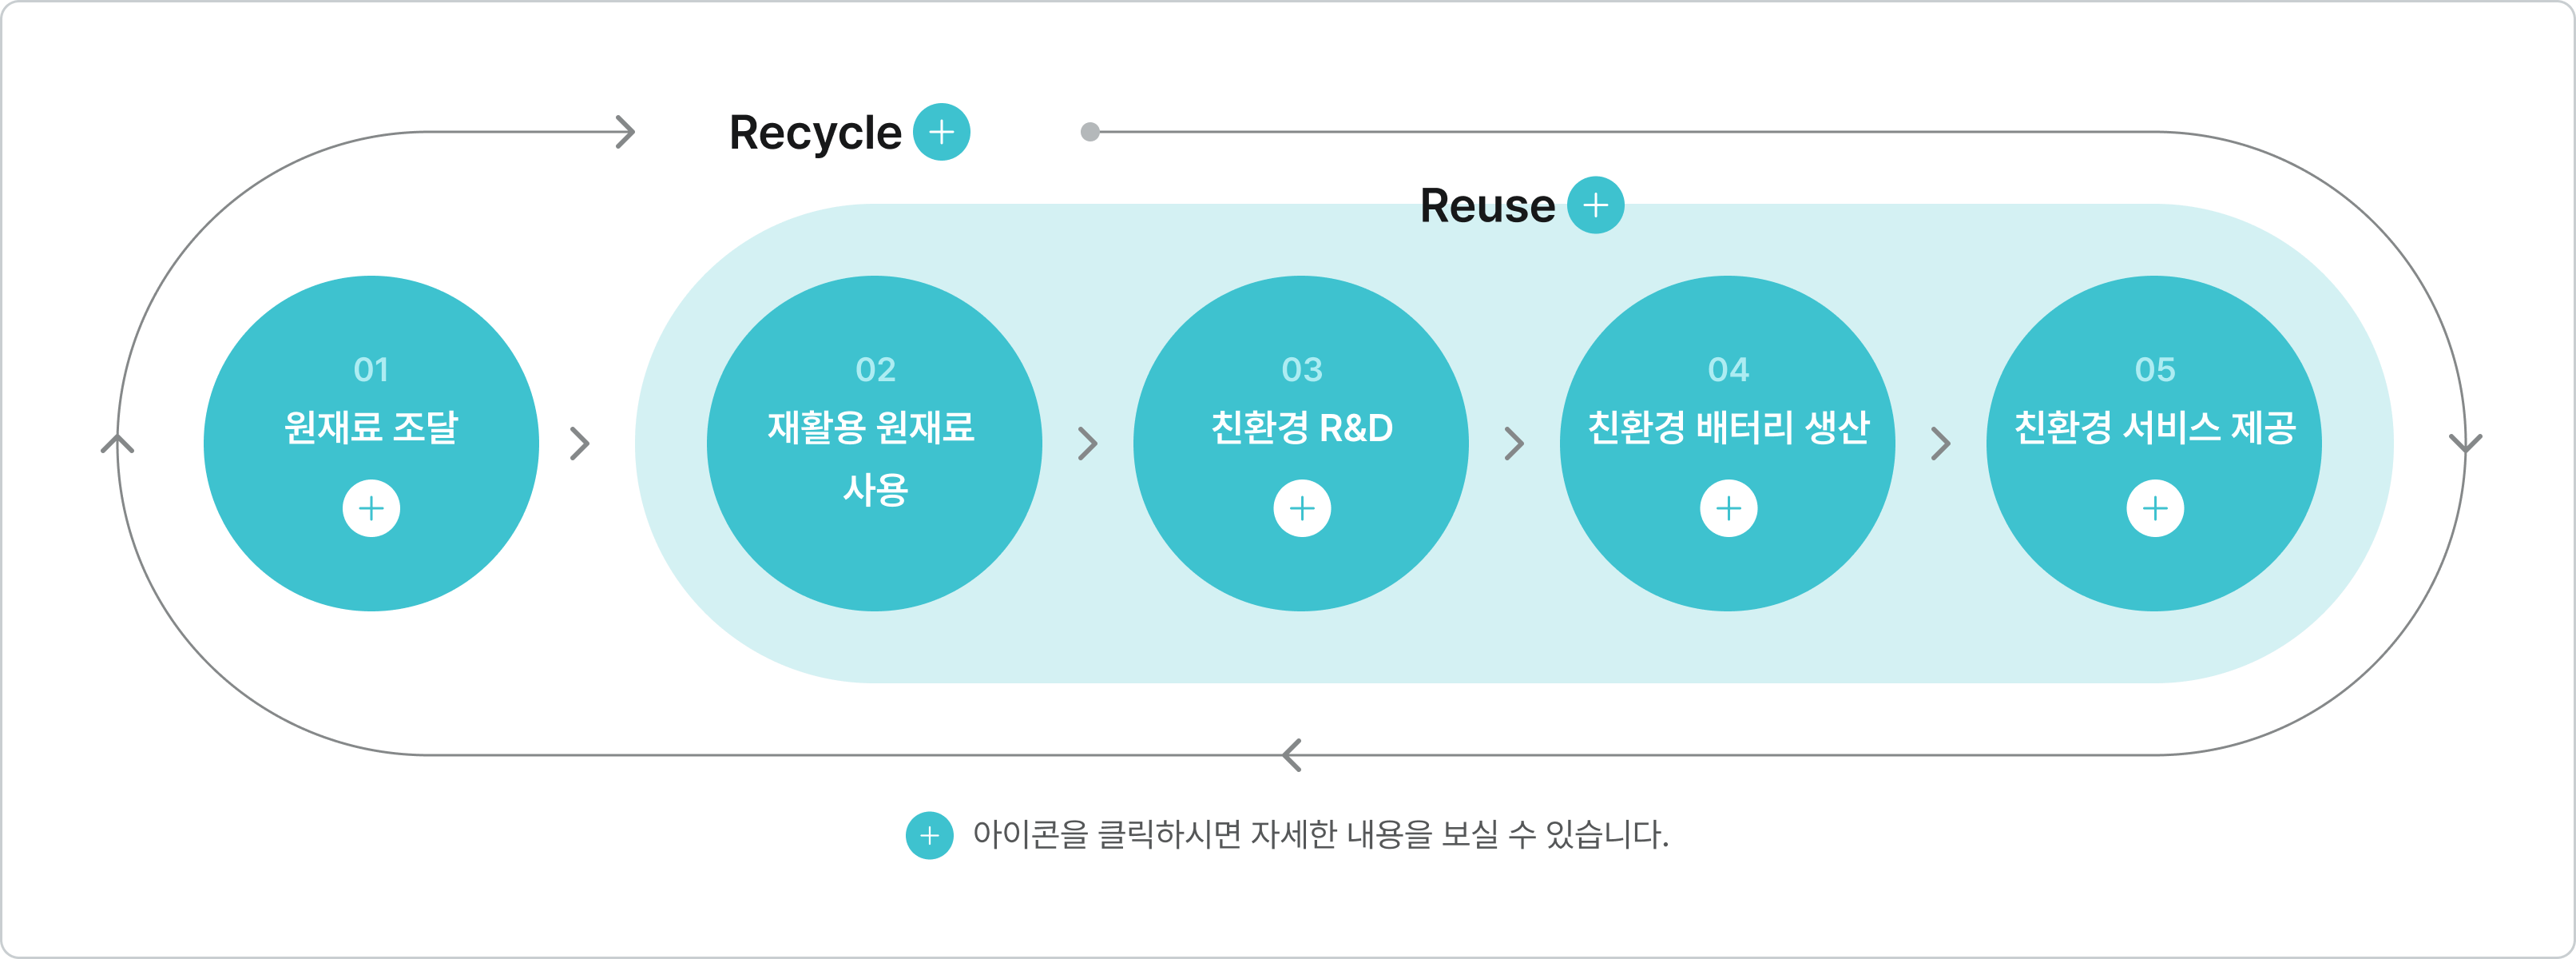 Recycle
Reuse
01
원재료 조달
02
재활용 원재료
사용
03
친환경 R&D
04
친환경 배터리 생산
05
친환경 서비스 제공
아이콘을 클릭하시면 자세한 내용을 보실 수 있습니다.